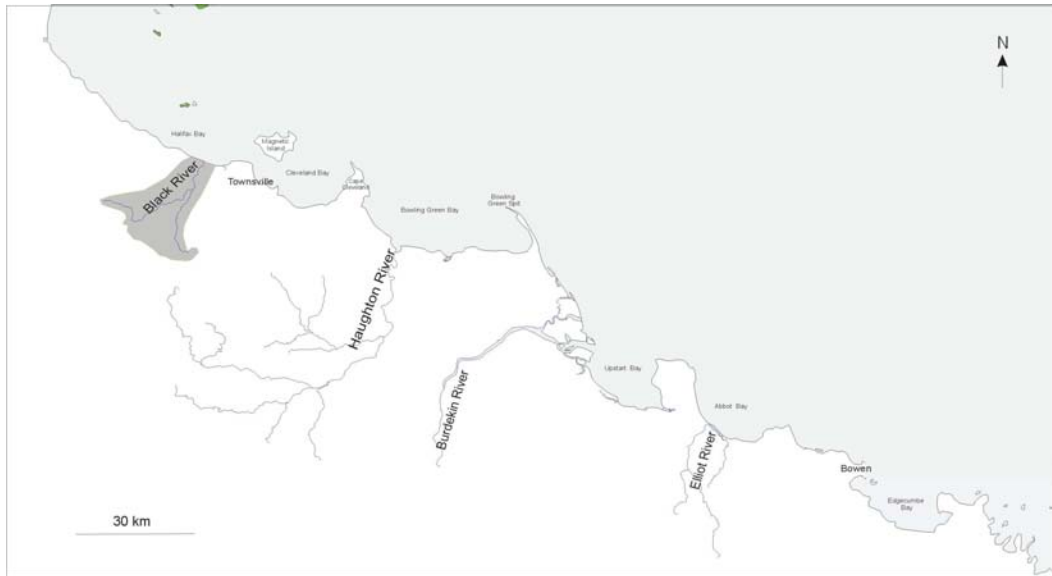 N
Halifax Bay
Magnetic
Island
Black River
Townsville
Cleveland Bay
Cape
Cleveland
Bowling Green Bay
Bowling
Green Spit
Haughton River
Burdekin River
Upstart Bay
Abbot Bay
Elliot River
Bowen
Edgecumbe
Bay
30 km